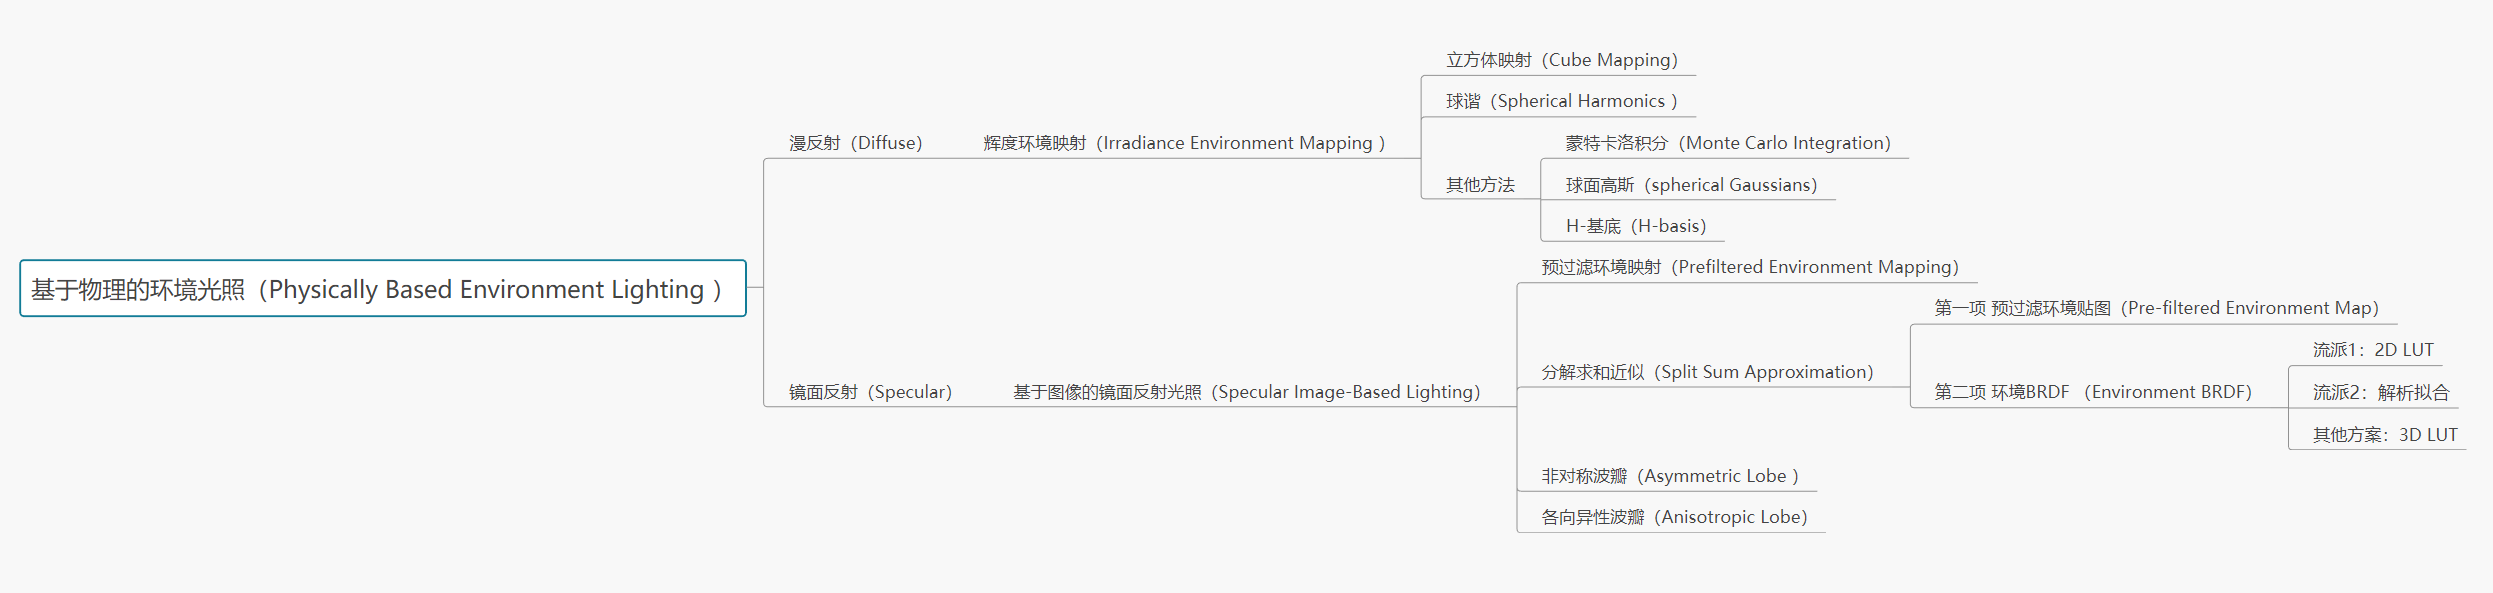 基于物理的环境光照（Physically Based Environment Lighting ）
漫反射（Diffuse）
辉度环境映射（Irradiance Environment Mapping ）
立方体映射（Cube Mapping）
球谐（Spherical Harmonics ）
其他方法
蒙特卡洛积分（Monte Carlo Integration）
球面高斯（spherical Gaussians）
H-基底（H-basis）
镜面反射（Specular）
基于图像的镜面反射光照（Specular Image-Based Lighting）
预过滤环境映射（Prefiltered Environment Mapping）
分解求和近似（Split Sum Approximation）
第一项 预过滤环境贴图（Pre-filtered Environment Map）
第二项 环境BRDF （Environment BRDF）
流派1：2D LUT
流派2：解析拟合
其他方案：3D LUT
非对称波瓣（Asymmetric Lobe ）
各向异性波瓣（Anisotropic Lobe）